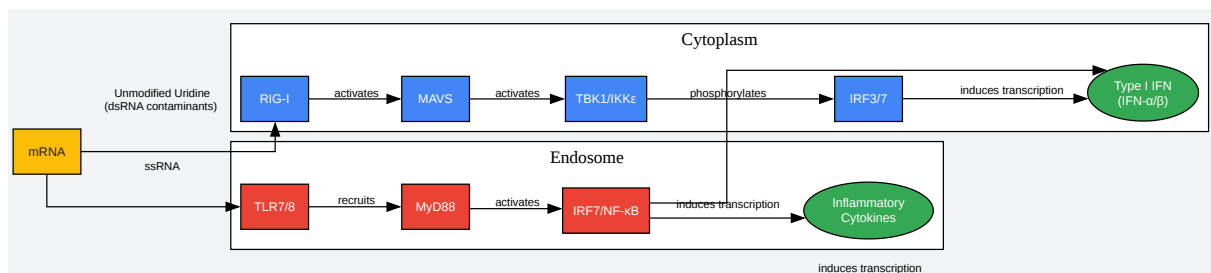 Cytoplasm
Unmodified Uridine
(dsRNA contaminants)
RIG-I
activates
MAVS
activates
TBK1/IKKε
phosphorylates
IRF3/7
induces transcription
Type I IFN
(IFN-α/β)
mRNA
ssRNA
Endosome
TLR7/8
recruits
MyD88
activates
IRF7/NF-κB
induces transcription
Inflammatory
Cytokines
induces transcription